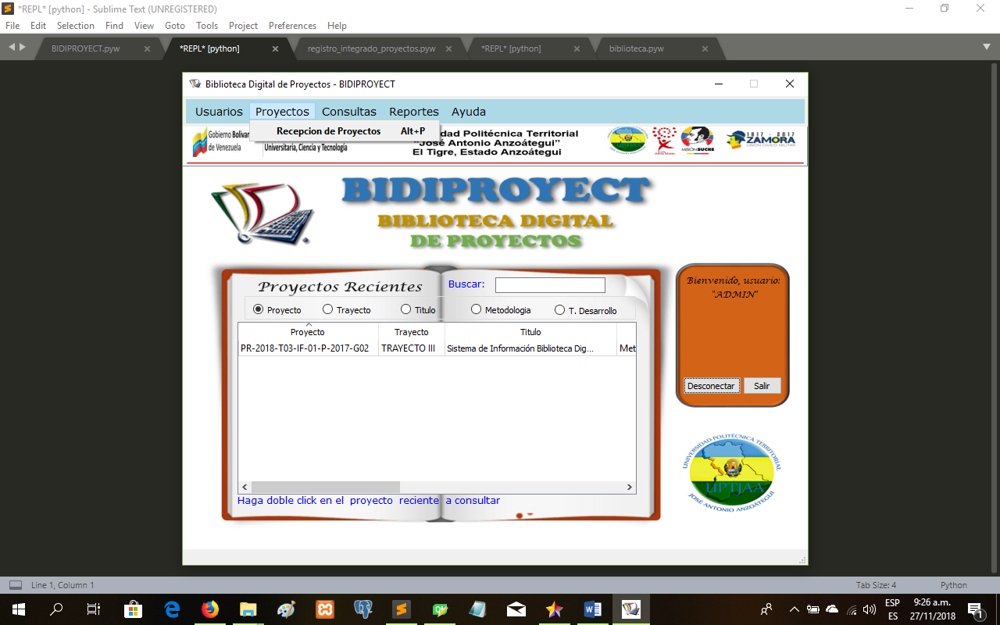 *REPL* [python] - Sublime Text (UNREGISTERED)
File Edit Selection Find View Goto Tools Project Preferences Help
BIDIPROYECT.pyw *REPL* [python] registro_integrado_proyectos.pyw *REPL* [python] biblioteca.pyw
Biblioteca Digital de Proyectos - BIDIPROYECT
Usuarios Proyectos Consultas Reportes Ayuda
Recepcion de Proyectos Alt+P
Gobierno Bolivar
de Venezuela
Universitaria, Ciencia y Tecnología
dad Politécnica Territorial
"José Antonio Anzoátegui"
El Tigre, Estado Anzoátegui
MISIÓN SUCRE
1817 - 2017
ZAMORA
UNIÓN CÍVICO MILITAR
BIDIPROYECT
BIBLIOTECA DIGITAL
DE PROYECTOS
Proyectos Recientes Buscar:
Proyecto Trayecto Titulo Metodologia T. Desarrollo
Proyecto Trayecto Titulo
PR-2018-T03-IF-01-P-2017-G02 TRAYECTO III Sistema de Información Biblioteca Dig... Met
Haga doble click en el proyecto reciente a consultar
Bienvenido, usuario:
"ADMIN"
Desconectar Salir
UNIVERSIDAD POLITÉCNICA TERRITORIAL
UPTJAA
JOSÉ ANTONIO ANZOÁTEGUI
Line 1, Column 1 Tab Size: 4 Python
ESP
ES
9:26 a.m.
27/11/2018
1